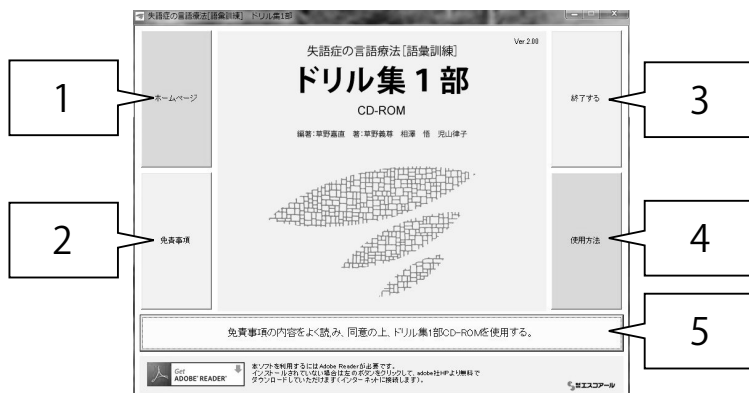 失語症の言語療法[語彙訓練] ドリル集1部
Ver.2.00
失語症の言語療法[語彙訓練]
ドリル集1部
CD-ROM
編著：草野嘉直 著：草野義尊 相澤 悟 児山律子
1
ホームページ
2
免責事項
3
終了する
4
使用方法
5
免責事項の内容をよく読み、同意の上、ドリル集1部CD-ROMを使用する。
Get
ADOBE® READER®
本ソフトを利用するにはAdobe Readerが必要です。
インストールされていない場合は左のボタンをクリックして、adobe社HPより無料で
ダウンロードしていただけます(インターネットに接続します)。
㈱エスコアール